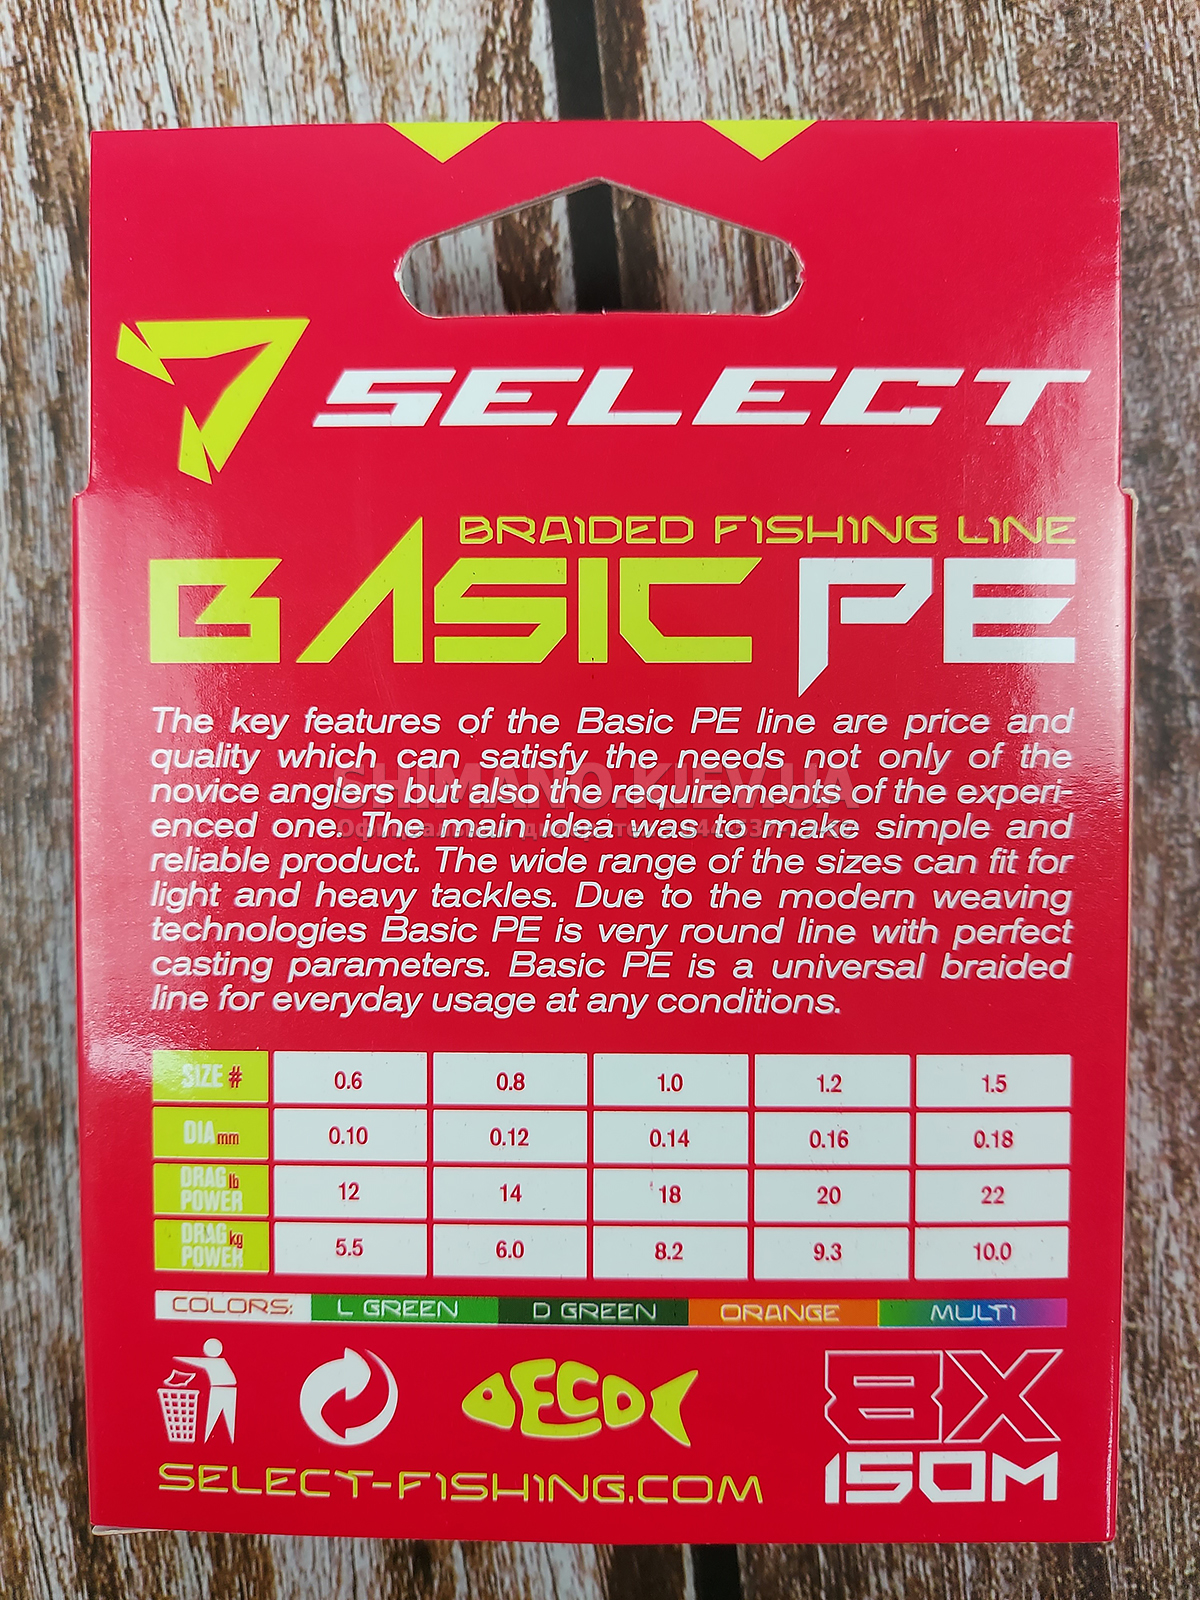 SELECT
BRAIDED FISHING LINE
BASIC PE
The key features of the Basic PE line are price and
quality which can satisfy the needs not only of the
novice anglers but also the requirements of the experi-
enced one. The main idea was to make simple and
reliable product. The wide range of the sizes can fit for
light and heavy tackles. Due to the modern weaving
technologies Basic PE is very round line with perfect
casting parameters. Basic PE is a universal braided
line for everyday usage at any conditions.
SHIMANO.KIEV.UA
SIZE # 0.6 0.8 1.0 1.2 1.5
DIA mm 0.10 0.12 0.14 0.16 0.18
DRAG lb POWER 12 14 18 20 22
DRAG kg POWER 5.5 6.0 8.2 9.3 10.0
COLORS: L GREEN D GREEN ORANGE MULTI
ECO
8X
150M
SELECT-FISHING.COM